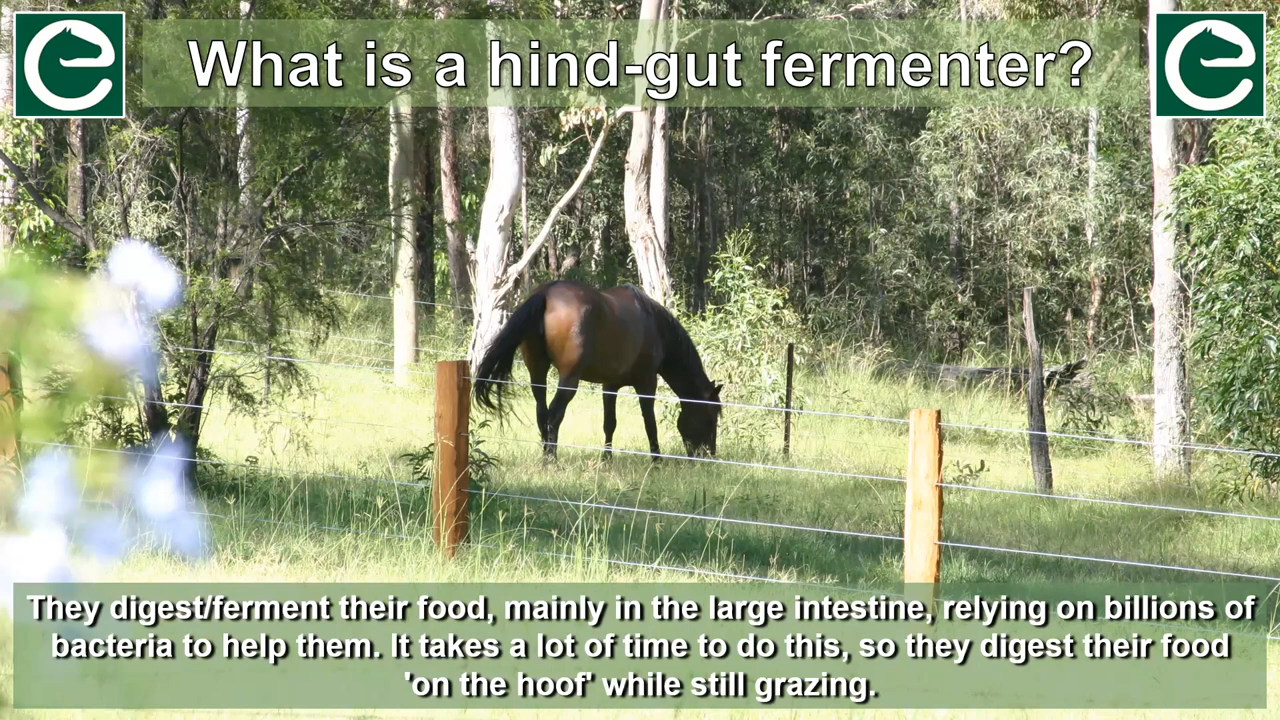 What is a hind-gut fermenter?
They digest/ferment their food, mainly in the large intestine, relying on billions of
bacteria to help them. It takes a lot of time to do this, so they digest their food
'on the hoof' while still grazing.